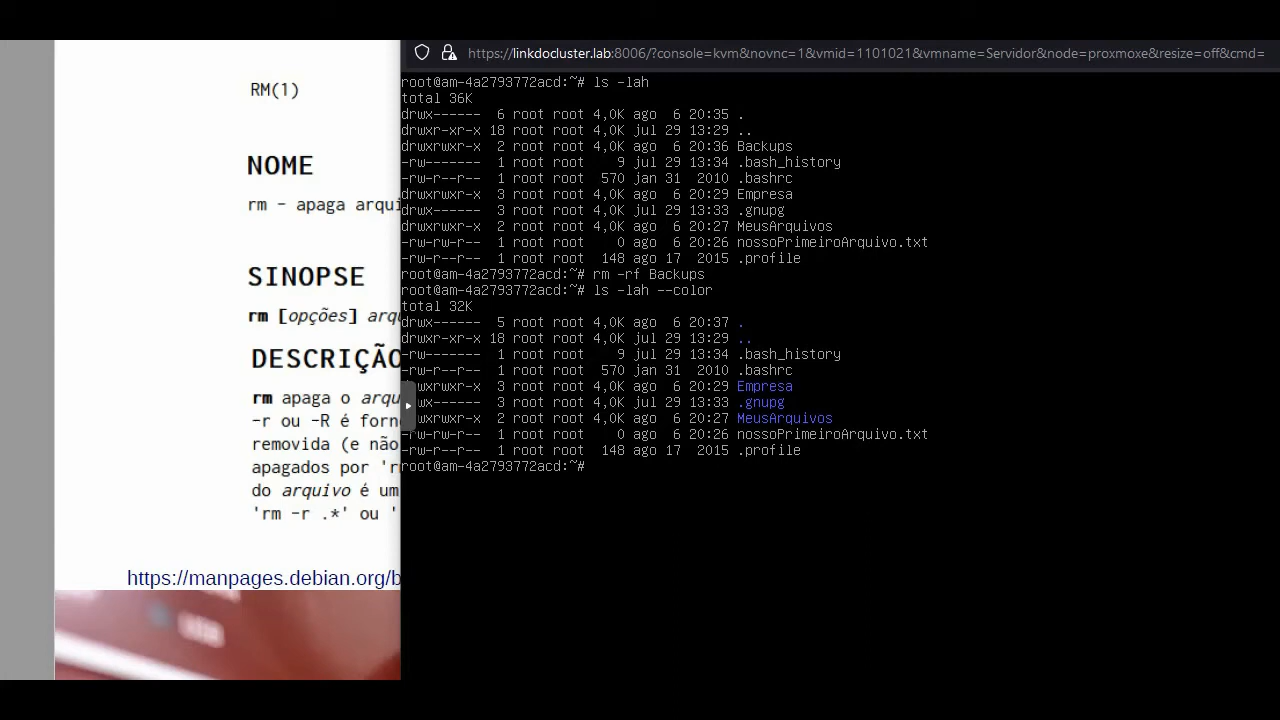 RM(1)
NOME
rm - apaga arqui
SINOPSE
rm [opções] arqu
DESCRIÇÃO
rm apaga o arqu
-r ou -R é forn
removida (e não
apagados por 'r
do arquivo é um
'rm -r .*' ou '
https://manpages.debian.org/b
https://linkdocluster.lab:8006/?console=kvm&novnc=1&vmid=1101021&vmname=Servidor&node=proxmoxe&resize=off&cmd=
root@am-4a2793772acd:~# ls -lah
total 36K
drwx------ 6 root root 4,0K ago 6 20:35 .
drwxr-xr-x 18 root root 4,0K jul 29 13:29 ..
drwxrwxr-x 2 root root 4,0K ago 6 20:36 Backups
-rw------- 1 root root 9 jul 29 13:34 .bash_history
-rw-r--r-- 1 root root 570 jan 31 2010 .bashrc
drwxrwxr-x 3 root root 4,0K ago 6 20:29 Empresa
drwx------ 3 root root 4,0K jul 29 13:33 .gnupg
drwxrwxr-x 2 root root 4,0K ago 6 20:27 MeusArquivos
-rw-rw-r-- 1 root root 0 ago 6 20:26 nossoPrimeiroArquivo.txt
-rw-r--r-- 1 root root 148 ago 17 2015 .profile
root@am-4a2793772acd:~# rm -rf Backups
root@am-4a2793772acd:~# ls -lah --color
total 32K
drwx------ 5 root root 4,0K ago 6 20:37 .
drwxr-xr-x 18 root root 4,0K jul 29 13:29 ..
-rw------- 1 root root 9 jul 29 13:34 .bash_history
-rw-r--r-- 1 root root 570 jan 31 2010 .bashrc
wxrwxr-x 3 root root 4,0K ago 6 20:29 Empresa
wx------ 3 root root 4,0K jul 29 13:33 .gnupg
wxrwxr-x 2 root root 4,0K ago 6 20:27 MeusArquivos
-rw-rw-r-- 1 root root 0 ago 6 20:26 nossoPrimeiroArquivo.txt
-rw-r--r-- 1 root root 148 ago 17 2015 .profile
root@am-4a2793772acd:~#